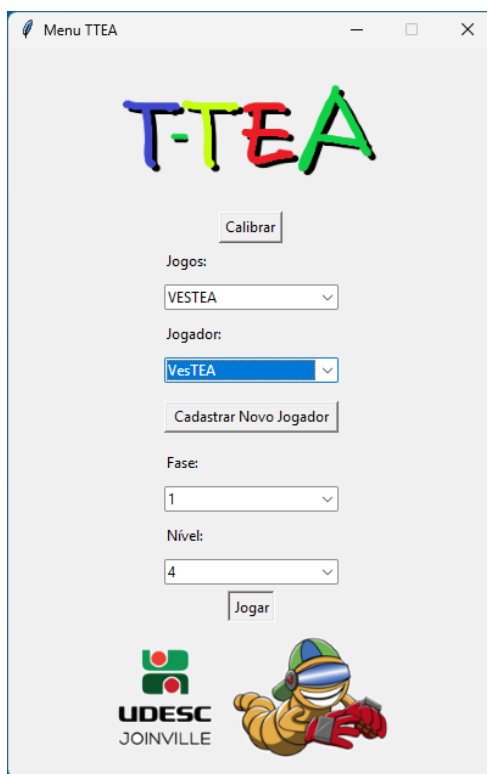 Menu TTEA
T-TEA
Calibrar
Jogos:
VESTEA
Jogador:
VesTEA
Cadastrar Novo Jogador
Fase:
1
Nível:
4
Jogar
UDESC
JOINVILLE